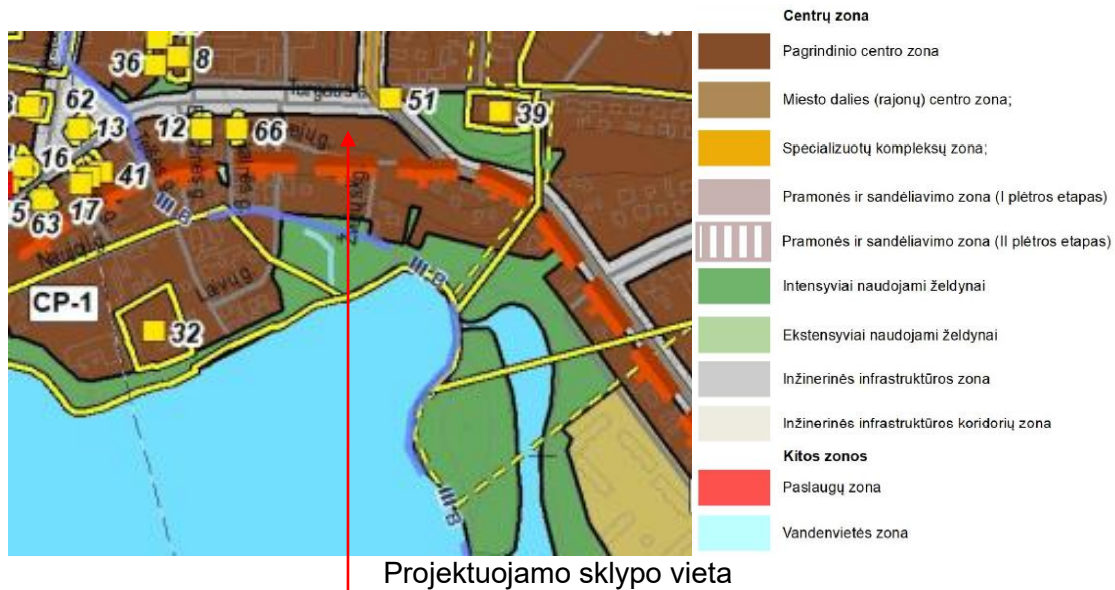 Centrų zona
Pagrindinio centro zona
Miesto dalies (rajonų) centro zona;
Specializuotų kompleksų zona;
Pramonės ir sandėliavimo zona (I plėtros etapas)
Pramonės ir sandėliavimo zona (II plėtros etapas)
Intensyviai naudojami želdynai
Ekstensyviai naudojami želdynai
Inžinerinės infrastruktūros zona
Inžinerinės infrastruktūros koridorių zona
Kitos zonos
Paslaugų zona
Vandenvietės zona
36
8
62
13
12
66
51
39
16
41
5
63
17
Naujoji g.
Laivų g.
III-B
III-B
III-B
CP-1
32
Projektuojamo sklypo vieta